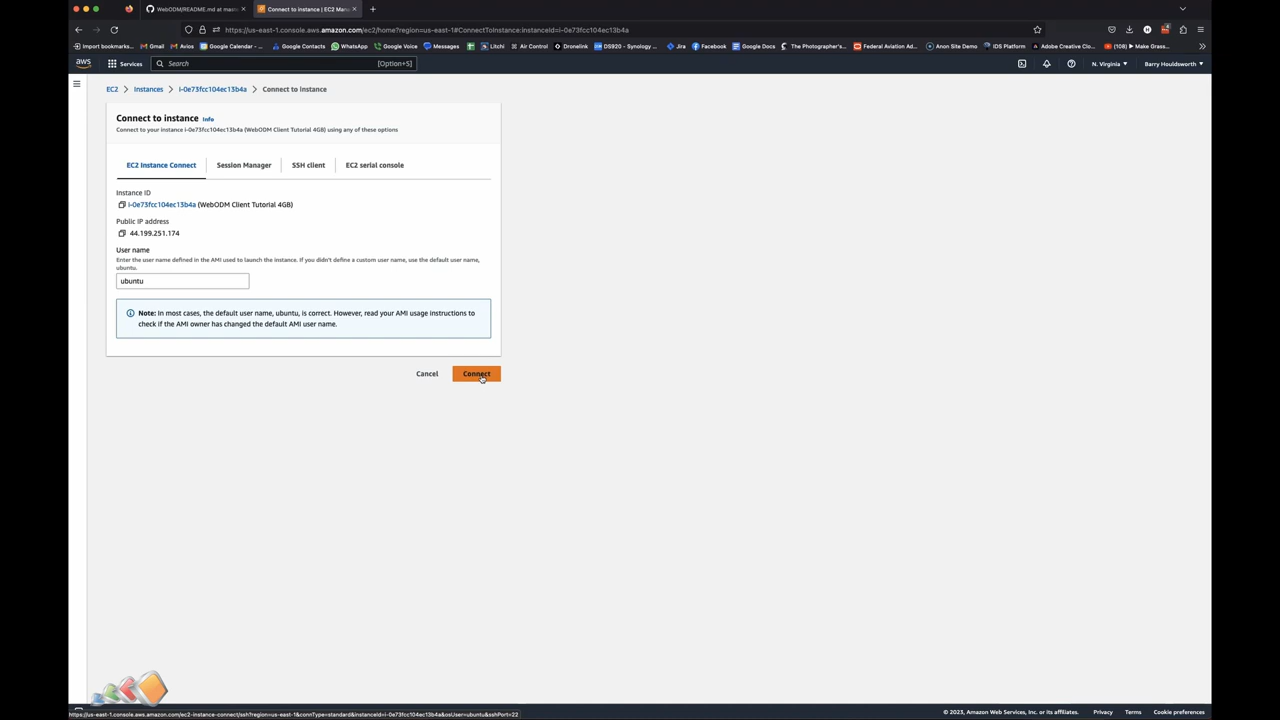 WebODM/README.md at mast
Connect to instance | EC2 Man
https://us-east-1.console.aws.amazon.com/ec2/home?region=us-east-1#ConnectToInstance:instanceId=i-0e73fcc104ec13b4a
Import bookmarks... Gmail Avios Google Calendar - ... Google Contacts WhatsApp Google Voice Messages Litchi Air Control Dronelink DS920 - Synology ... Jira Facebook Google Docs The Photographer's... Federal Aviation Ad... Anon Site Demo IDS Platform Adobe Creative Clo... (108) ▶ Make Grass...
aws Services Search [Option+S] N. Virginia Barry Houldsworth
EC2 > Instances > i-0e73fcc104ec13b4a > Connect to instance
Connect to instance Info
Connect to your instance i-0e73fcc104ec13b4a (WebODM Client Tutorial 4GB) using any of these options
EC2 Instance Connect Session Manager SSH client EC2 serial console
Instance ID
i-0e73fcc104ec13b4a (WebODM Client Tutorial 4GB)
Public IP address
44.199.251.174
User name
Enter the user name defined in the AMI used to launch the instance. If you didn't define a custom user name, use the default user name,
ubuntu.
ubuntu
Note: In most cases, the default user name, ubuntu, is correct. However, read your AMI usage instructions to
check if the AMI owner has changed the default AMI user name.
Cancel Connect
https://us-east-1.console.aws.amazon.com/ec2-instance-connect/ssh?region=us-east-1&connType=standard&instanceId=i-0e73fcc104ec13b4a&osUser=ubuntu&sshPort=22
© 2023, Amazon Web Services, Inc. or its affiliates. Privacy Terms Cookie preferences